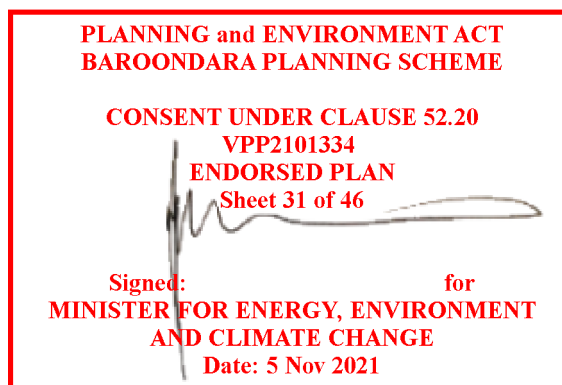 PLANNING and ENVIRONMENT ACT
BAROONDARA PLANNING SCHEME
CONSENT UNDER CLAUSE 52.20
VPP2101334
ENDORSED PLAN
Sheet 31 of 46
Signed: for
MINISTER FOR ENERGY, ENVIRONMENT
AND CLIMATE CHANGE
Date: 5 Nov 2021